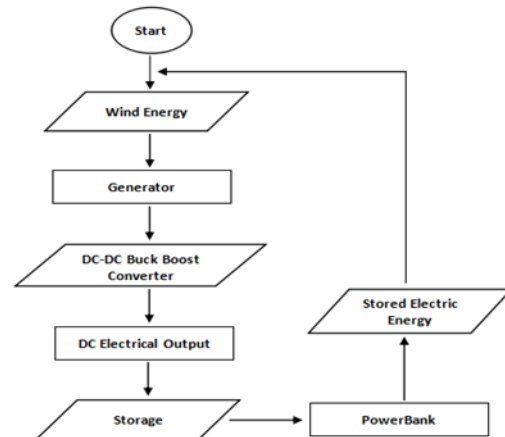 Start
Wind Energy
Generator
DC-DC Buck Boost
Converter
DC Electrical Output
Storage
PowerBank
Stored Electric
Energy